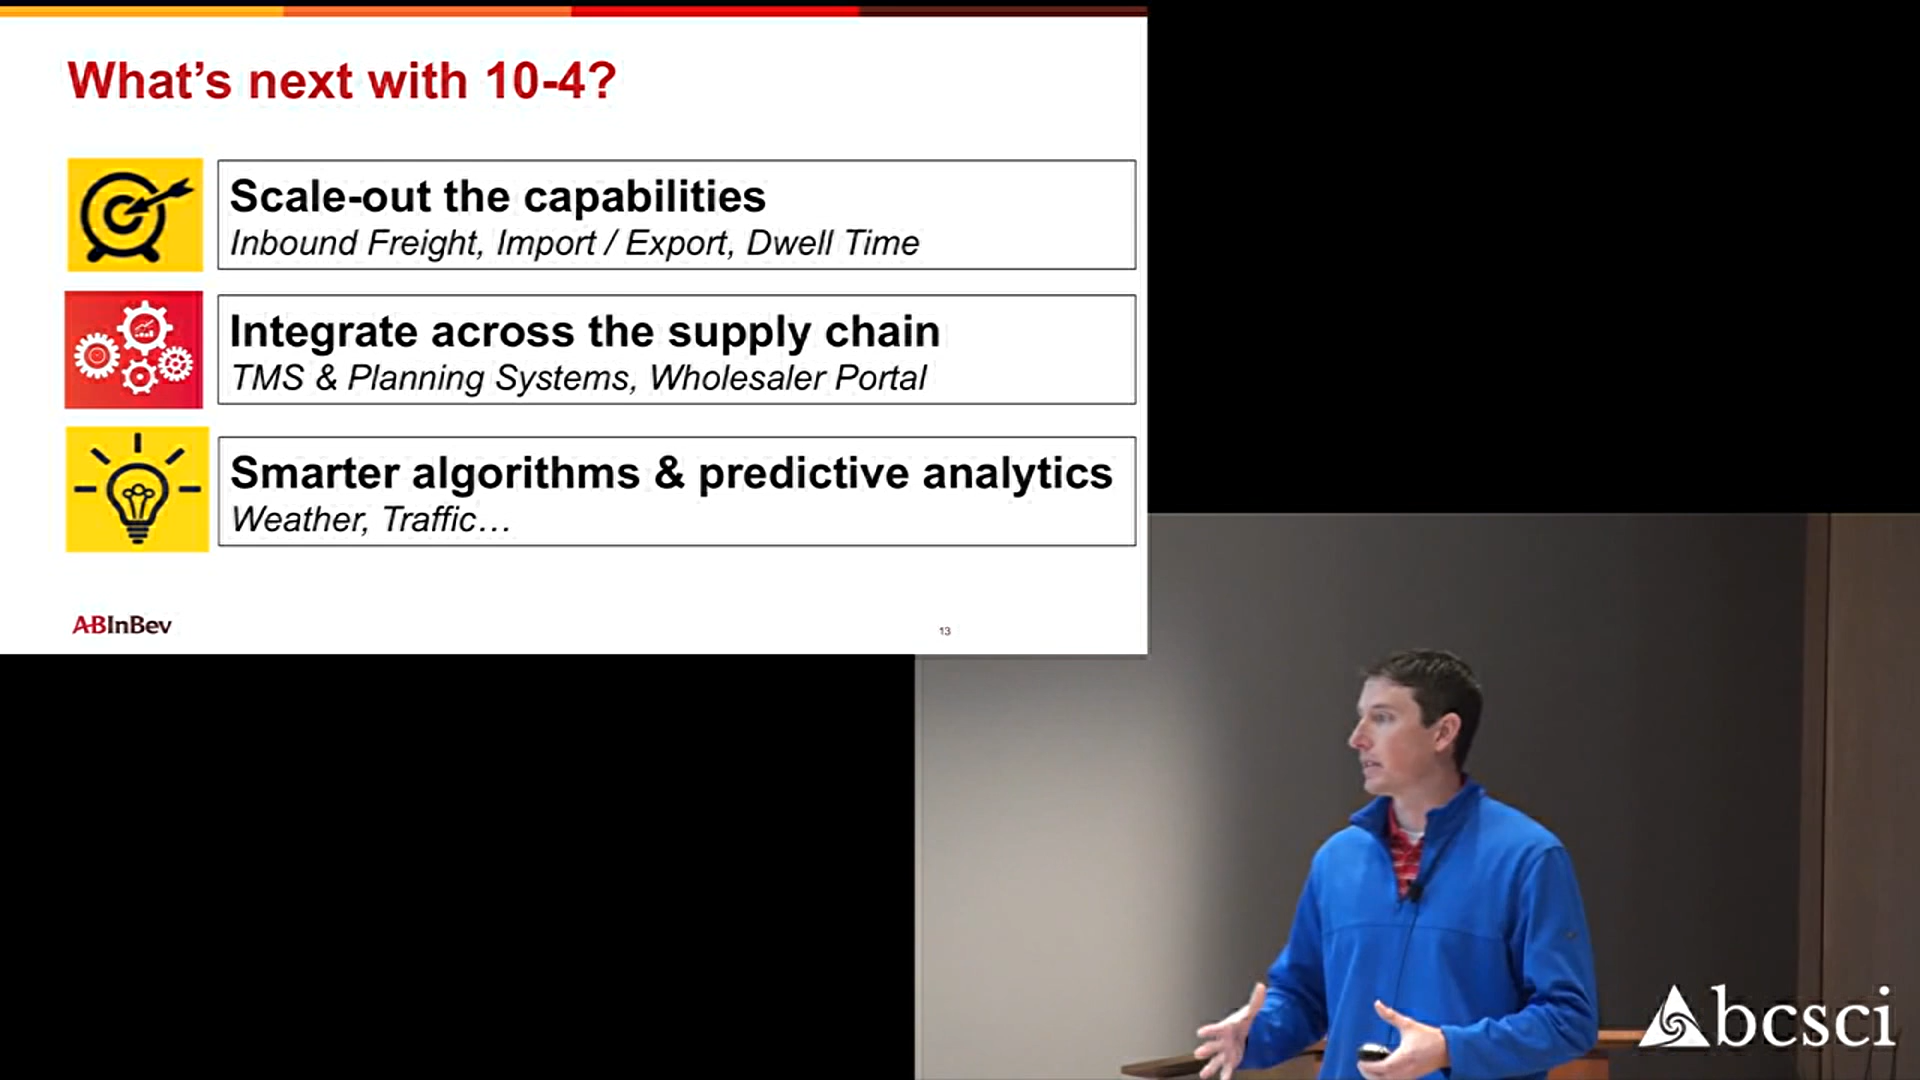 What's next with 10-4?
Scale-out the capabilities
Inbound Freight, Import / Export, Dwell Time
Integrate across the supply chain
TMS & Planning Systems, Wholesaler Portal
Smarter algorithms & predictive analytics
Weather, Traffic…
ABInBev
13
bcsci